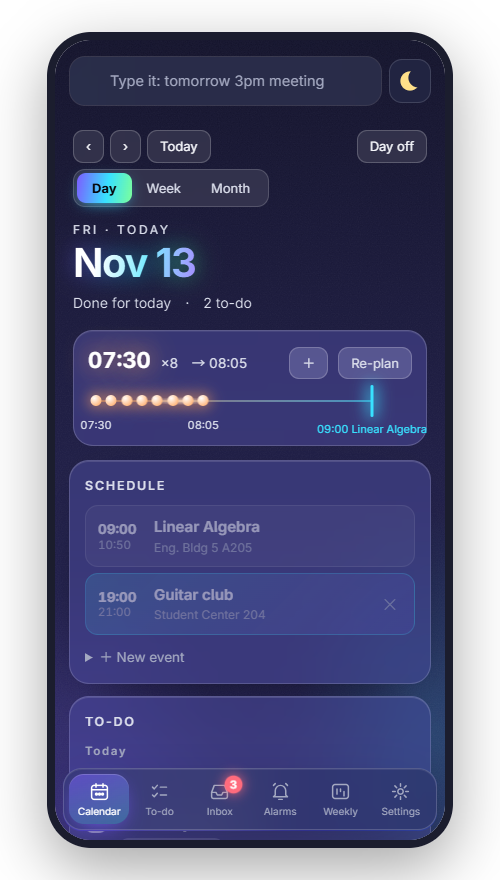 Type it: tomorrow 3pm meeting
‹ › Today Day off
Day Week Month
FRI · TODAY
Nov 13
Done for today · 2 to-do
07:30 ×8 → 08:05 + Re-plan
07:30 08:05 09:00 Linear Algebra
SCHEDULE
09:00 Linear Algebra
10:50 Eng. Bldg 5 A205
19:00 Guitar club
21:00 Student Center 204
▶ + New event
TO-DO
Today
3
Calendar To-do Inbox Alarms Weekly Settings